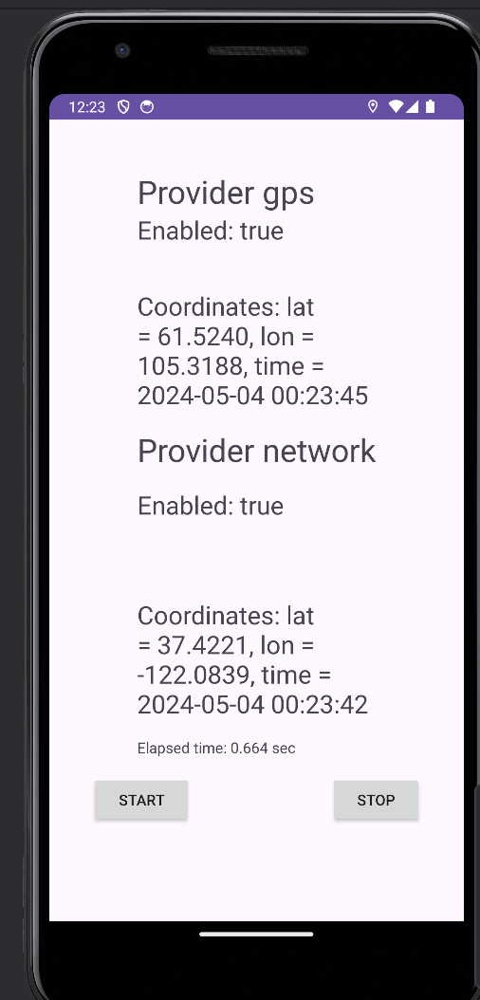 12:23
Provider gps
Enabled: true
Coordinates: lat
= 61.5240, lon =
105.3188, time =
2024-05-04 00:23:45
Provider network
Enabled: true
Coordinates: lat
= 37.4221, lon =
-122.0839, time =
2024-05-04 00:23:42
Elapsed time: 0.664 sec
START
STOP